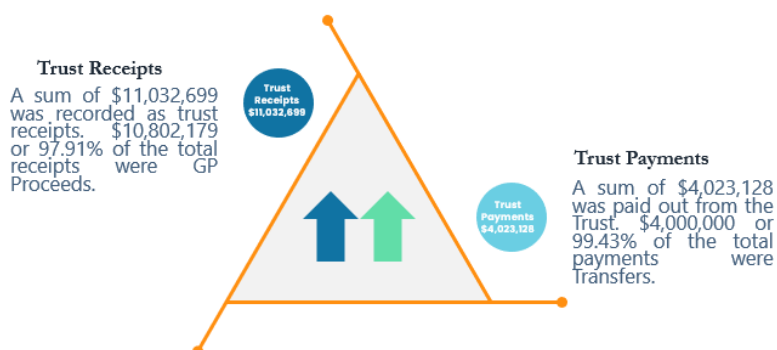 Trust Receipts
A sum of $11,032,699
was recorded as trust
receipts. $10,802,179
or 97.91% of the total
receipts were GP
Proceeds.
Trust
Receipts
$11,032,699
Trust Payments
A sum of $4,023,128
was paid out from the
Trust. $4,000,000 or
99.43% of the total
payments were
Transfers.
Trust
Payments
$4,023,128